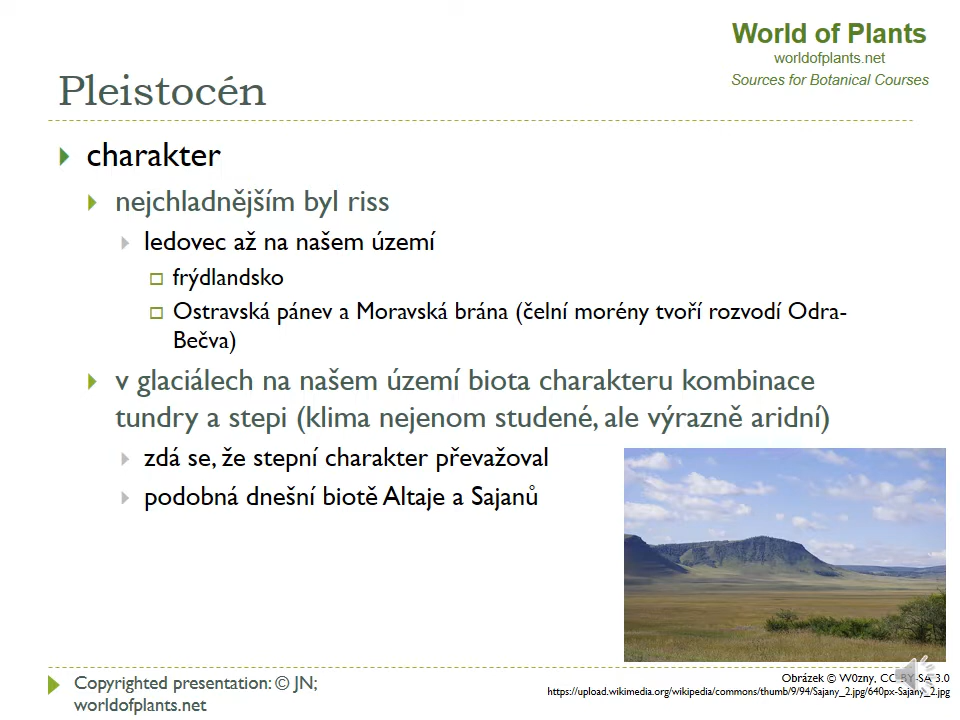 World of Plants
worldofplants.net
Sources for Botanical Courses
Pleistocén
charakter
nejchladnějším byl riss
ledovec až na našem území
frýdlandsko
Ostravská pánev a Moravská brána (čelní morény tvoří rozvodí Odra-
Bečva)
v glaciálech na našem území biota charakteru kombinace
tundry a stepi (klima nejenom studené, ale výrazně aridní)
zdá se, že stepní charakter převažoval
podobná dnešní biotě Altaje a Sajanů
Copyrighted presentation: © JN;
worldofplants.net
Obrázek © W0zny, CC BY-SA 3.0
https://upload.wikimedia.org/wikipedia/commons/thumb/9/94/Sajany_2.jpg/640px-Sajany_2.jpg